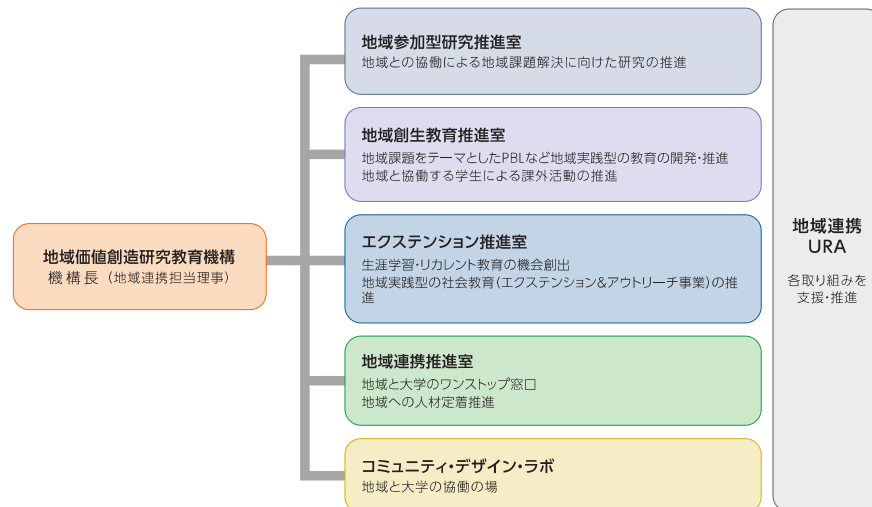 地域参加型研究推進室
地域との協働による地域課題解決に向けた研究の推進
地域創生教育推進室
地域課題をテーマとしたPBLなど地域実践型の教育の開発・推進
地域と協働する学生による課外活動の推進
地域価値創造研究教育機構
機構長（地域連携担当理事）
エクステンション推進室
生涯学習・リカレント教育の機会創出
地域実践型の社会教育（エクステンション&アウトリーチ事業）の推
進
地域連携推進室
地域と大学のワンストップ窓口
地域への人材定着推進
コミュニティ・デザイン・ラボ
地域と大学の協働の場
地域連携
URA
各取り組みを
支援・推進